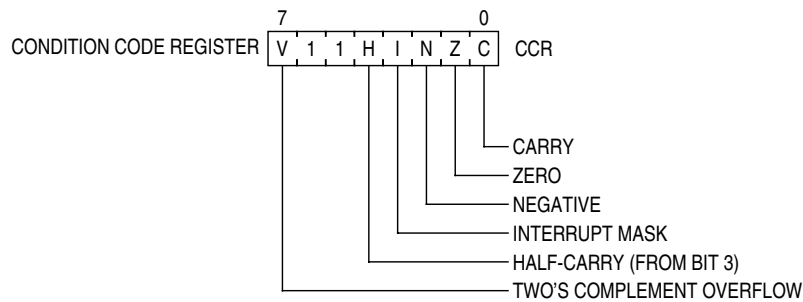 7 0
CONDITION CODE REGISTER V 1 1 H I N Z C CCR
CARRY
ZERO
NEGATIVE
INTERRUPT MASK
HALF-CARRY (FROM BIT 3)
TWO'S COMPLEMENT OVERFLOW